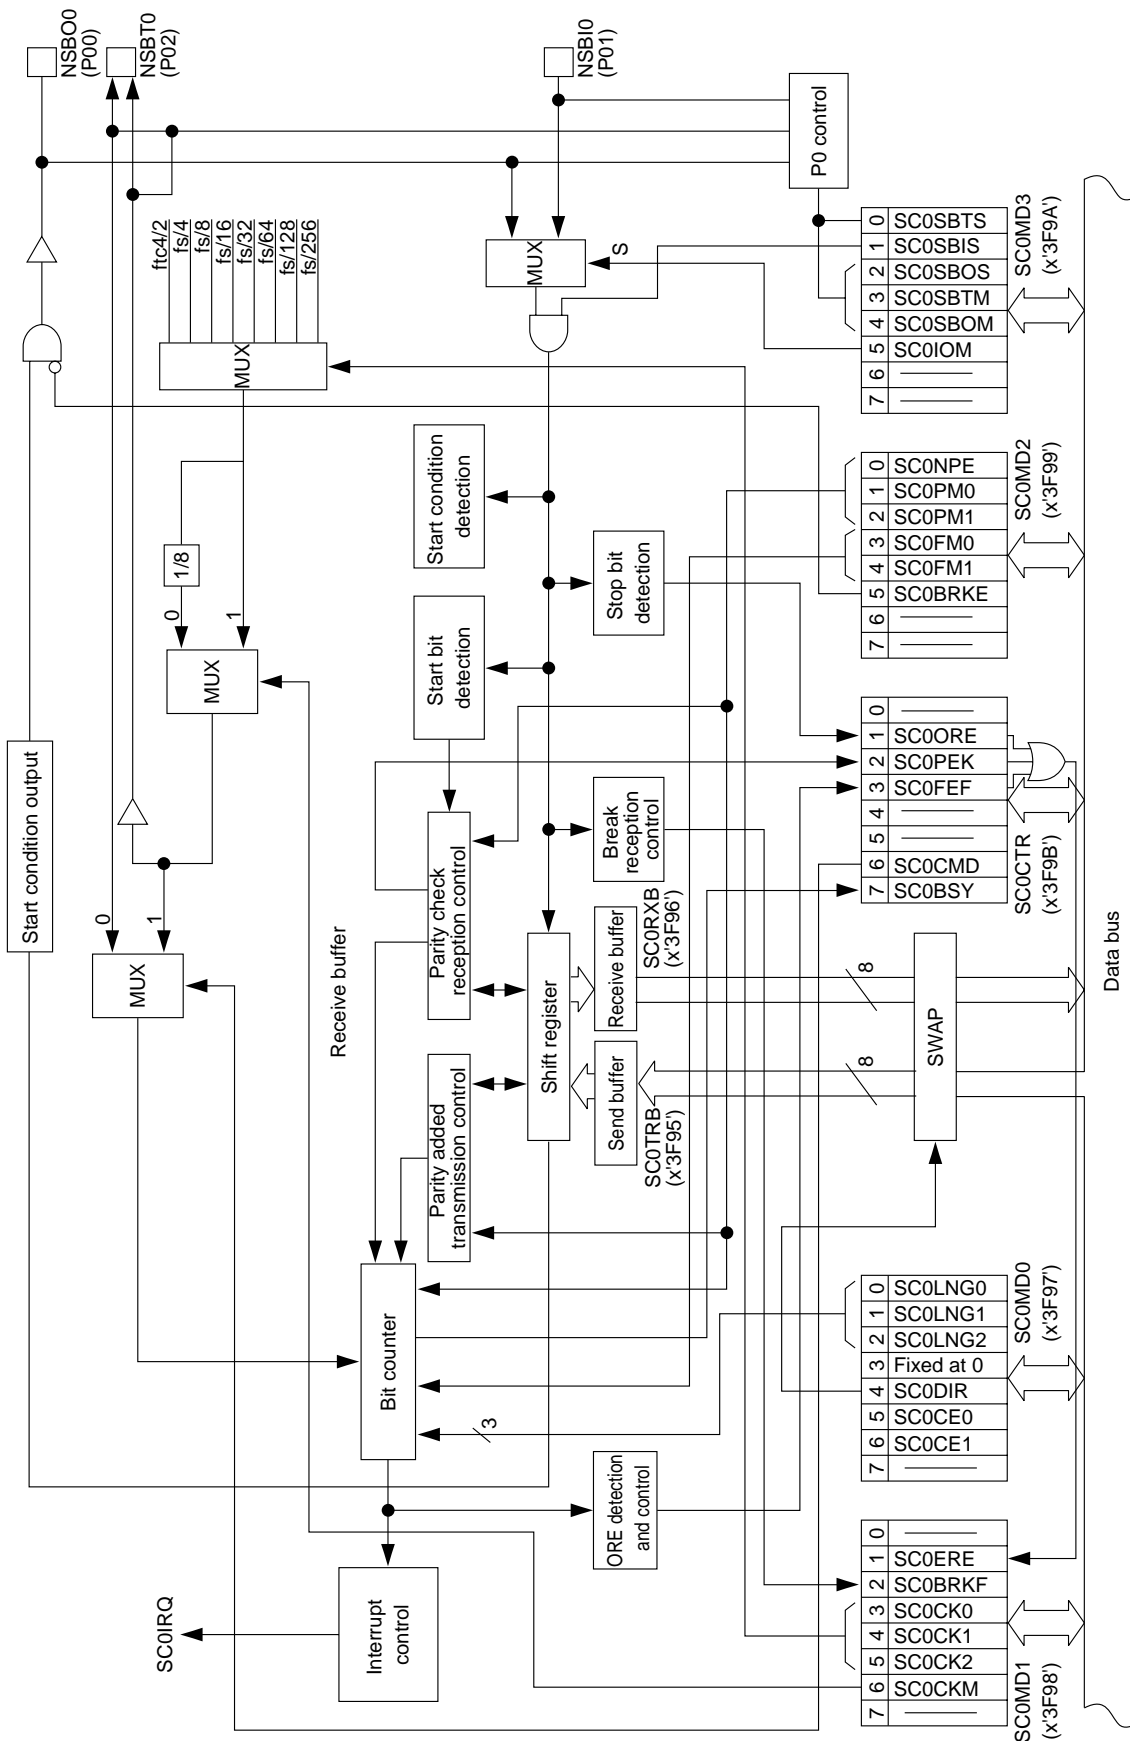 SC0IRQ
Interrupt
control
Start condition output
MUX
0
1
MUX
0
1
1/8
MUX
ftc4/2
fs/4
fs/8
fs/16
fs/32
fs/64
fs/128
fs/256
NSBO0
(P00)
NSBT0
(P02)
NSBI0
(P01)
Receive buffer
Bit counter
3
Parity added
transmission control
Parity check
reception control
Start bit
detection
Start condition
detection
MUX
S
P0 control
Shift register
ORE detection
and control
Send buffer
SC0TRB
(x'3F95')
Receive buffer
SC0RXB
(x'3F96')
Break
reception
control
Stop bit
detection
8
8
SWAP
7
6 SC0CKM
5 SC0CK2
4 SC0CK1
3 SC0CK0
2 SC0BRKF
1 SC0ERE
0
SC0MD1
(x'3F98')
7
6 SC0CE1
5 SC0CE0
4 SC0DIR
3 Fixed at 0
2 SC0LNG2
1 SC0LNG1
0 SC0LNG0
SC0MD0
(x'3F97')
7 SC0BSY
6 SC0CMD
5
4
3 SC0FEF
2 SC0PEK
1 SC0ORE
0
SC0CTR
(x'3F9B')
7
6
5 SC0BRKE
4 SC0FM1
3 SC0FM0
2 SC0PM1
1 SC0PM0
0 SC0NPE
SC0MD2
(x'3F99')
7
6
5 SC0IOM
4 SC0SBOM
3 SC0SBTM
2 SC0SBOS
1 SC0SBIS
0 SC0SBTS
SC0MD3
(x'3F9A')
Data bus